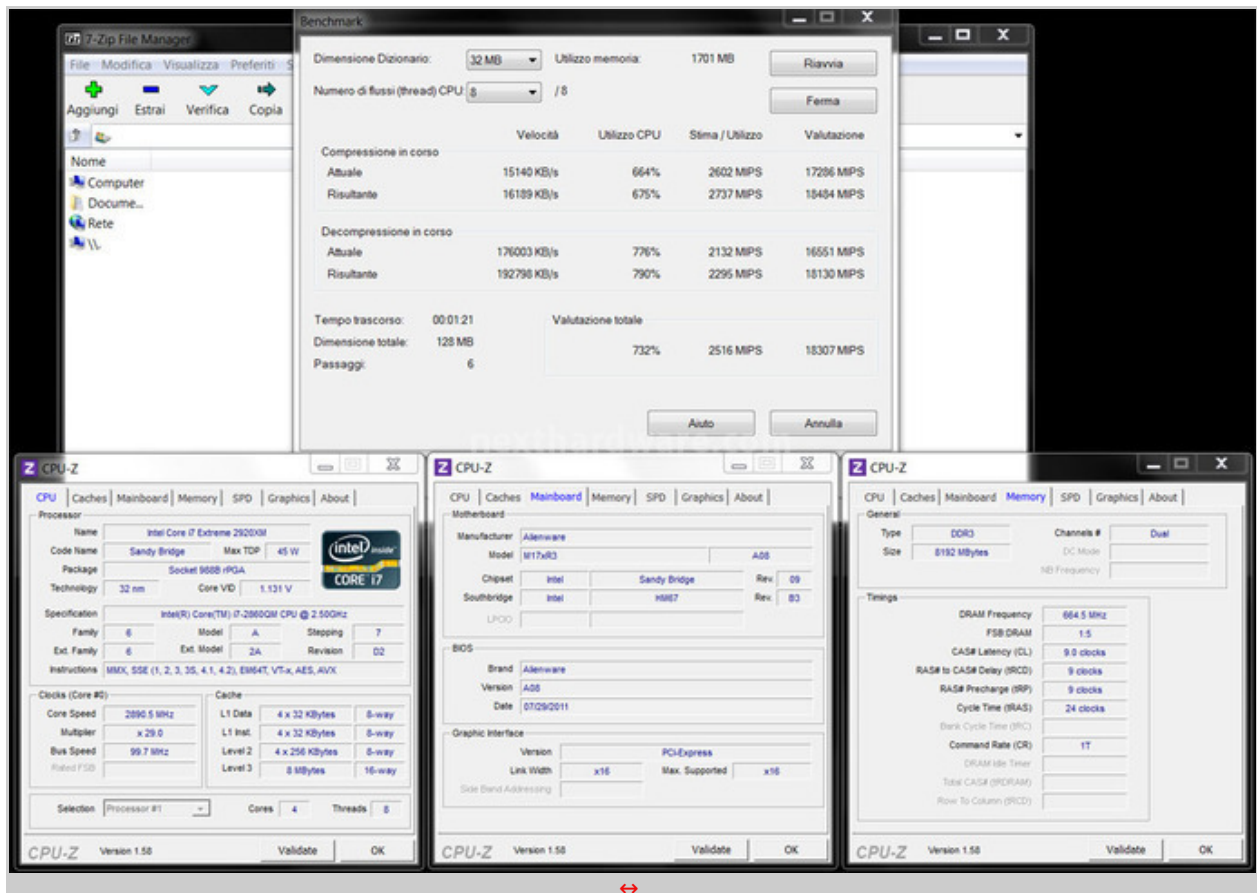 7-Zip File Manager
File Modifica Visualizza Preferiti S
Aggiungi Estrai Verifica Copia
Nome
Computer
Docume...
Rete
\\.
Benchmark
Dimensione Dizionario: 32 MB Utilizzo memoria: 1701 MB Riavvia
Numero di flussi (thread) CPU: 8 / 8 Ferma
Velocità Utilizzo CPU Stima / Utilizzo Valutazione
Compressione in corso
Attuale 15140 KB/s 664% 2602 MIPS 17286 MIPS
Risultante 16189 KB/s 675% 2737 MIPS 18484 MIPS
Decompressione in corso
Attuale 176003 KB/s 776% 2132 MIPS 16551 MIPS
Risultante 192798 KB/s 790% 2295 MIPS 18130 MIPS
Tempo trascorso: 00:01:21 Valutazione totale
Dimensione totale: 128 MB
732% 2516 MIPS 18307 MIPS
Passaggi: 6
Aiuto Annulla
nexthardware.com
CPU-Z
CPU Caches Mainboard Memory SPD Graphics About
Processor
Name Intel Core i7 Extreme 2920XM
Code Name Sandy Bridge Max TDP 45 W
Package Socket 988B rPGA
Technology 32 nm Core VID 1.131 V
(intel) inside™
CORE i7
Specification Intel(R) Core(TM) i7-2860QM CPU @ 2.50GHz
Family 6 Model A Stepping 7
Ext. Family 6 Ext. Model 2A Revision D2
Instructions MMX, SSE (1, 2, 3, 3S, 4.1, 4.2), EM64T, VT-x, AES, AVX
Clocks (Core #0) Cache
Core Speed 2890.5 MHz L1 Data 4 x 32 KBytes 8-way
Multiplier x 29.0 L1 Inst. 4 x 32 KBytes 8-way
Bus Speed 99.7 MHz Level 2 4 x 256 KBytes 8-way
Rated FSB Level 3 8 MBytes 16-way
Selection Processor #1 Cores 4 Threads 8
CPU-Z Version 1.58 Validate OK
CPU-Z
CPU Caches Mainboard Memory SPD Graphics About
Motherboard
Manufacturer Alienware
Model M17xR3 A08
Chipset Intel Sandy Bridge Rev. 09
Southbridge Intel HM67 Rev. B3
LPCIO
BIOS
Brand Alienware
Version A08
Date 07/29/2011
Graphic Interface
Version PCI-Express
Link Width x16 Max. Supported x16
Side Band Addressing
CPU-Z Version 1.58 Validate OK
CPU-Z
CPU Caches Mainboard Memory SPD Graphics About
General
Type DDR3 Channels # Dual
Size 8192 MBytes DC Mode
NB Frequency
Timings
DRAM Frequency 664.5 MHz
FSB:DRAM 1:5
CAS# Latency (CL) 9.0 clocks
RAS# to CAS# Delay (tRCD) 9 clocks
RAS# Precharge (tRP) 9 clocks
Cycle Time (tRAS) 24 clocks
Bank Cycle Time (tRC)
Command Rate (CR) 1T
DRAM Idle Timer
Total CAS# (tRDRAM)
Row To Column (tRCD)
CPU-Z Version 1.58 Validate OK